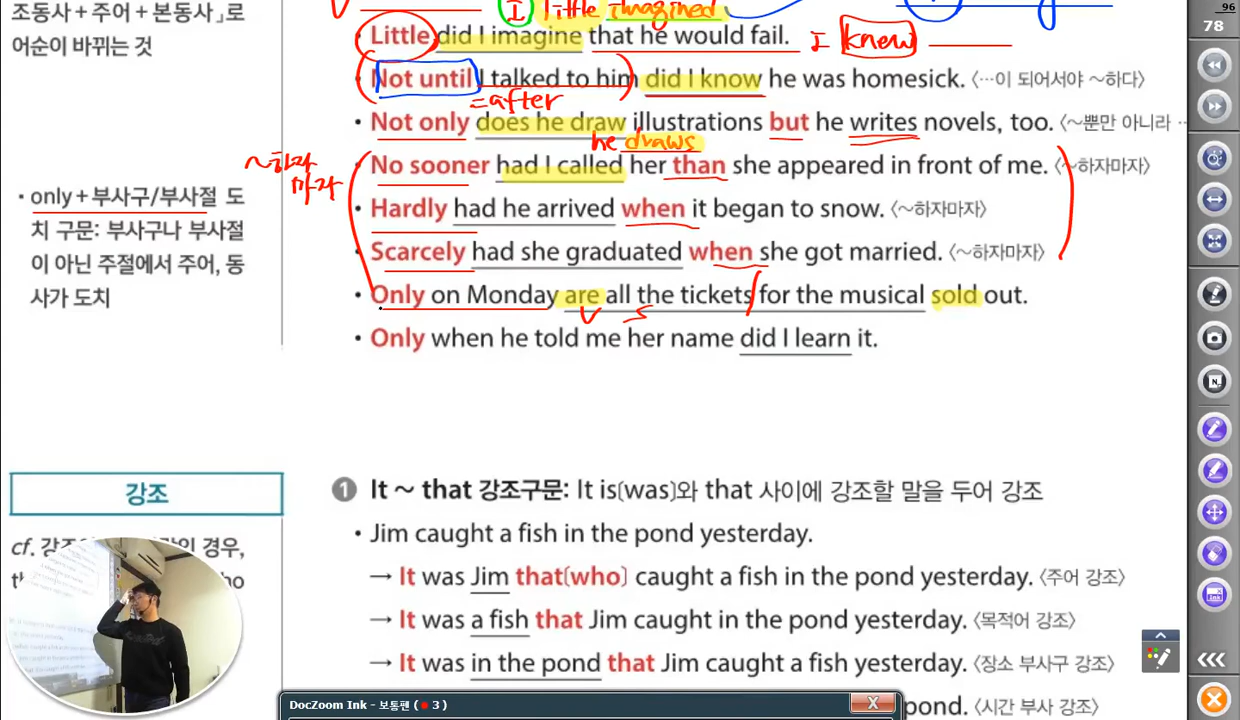 조동사 + 주어 + 본동사」로
어순이 바뀌는 것
• only + 부사구/부사절 도
치 구문: 부사구나 부사절
이 아닌 주절에서 주어, 동
사가 도치
I little imagined
• Little did I imagine that he would fail. I knew
• Not until I talked to him did I know he was homesick. 〈…이 되어서야 ~하다〉
=after
• Not only does he draw illustrations but he writes novels, too. 〈~뿐만 아니라 …
he draws
~하자
마자
• No sooner had I called her than she appeared in front of me. 〈~하자마자〉
• Hardly had he arrived when it began to snow. 〈~하자마자〉
• Scarcely had she graduated when she got married. 〈~하자마자〉
• Only on Monday are all the tickets for the musical sold out.
V S
• Only when he told me her name did I learn it.
강조
cf. 강조
경우,
❶ It ~ that 강조구문: It is(was)와 that 사이에 강조할 말을 두어 강조
• Jim caught a fish in the pond yesterday.
→ It was Jim that(who) caught a fish in the pond yesterday. 〈주어 강조〉
→ It was a fish that Jim caught in the pond yesterday. 〈목적어 강조〉
→ It was in the pond that Jim caught a fish yesterday. 〈장소 부사구 강조〉
pond. 〈시간 부사 강조〉
DocZoom Ink - 보통펜 ( 3 )
X
96
78